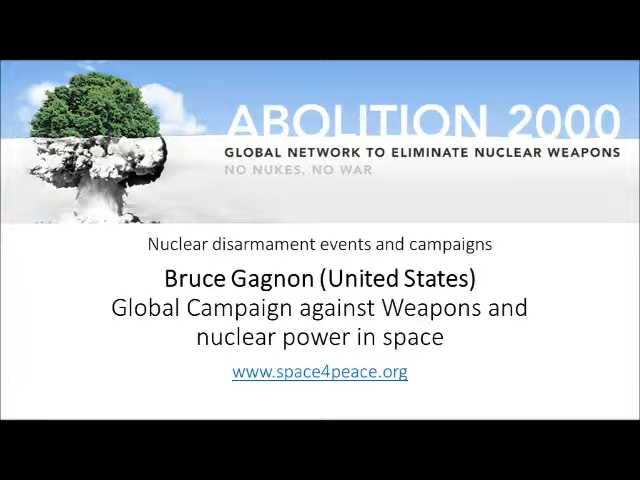 ABOLITION 2000
GLOBAL NETWORK TO ELIMINATE NUCLEAR WEAPONS
NO NUKES, NO WAR
Nuclear disarmament events and campaigns
Bruce Gagnon (United States)
Global Campaign against Weapons and
nuclear power in space
www.space4peace.org